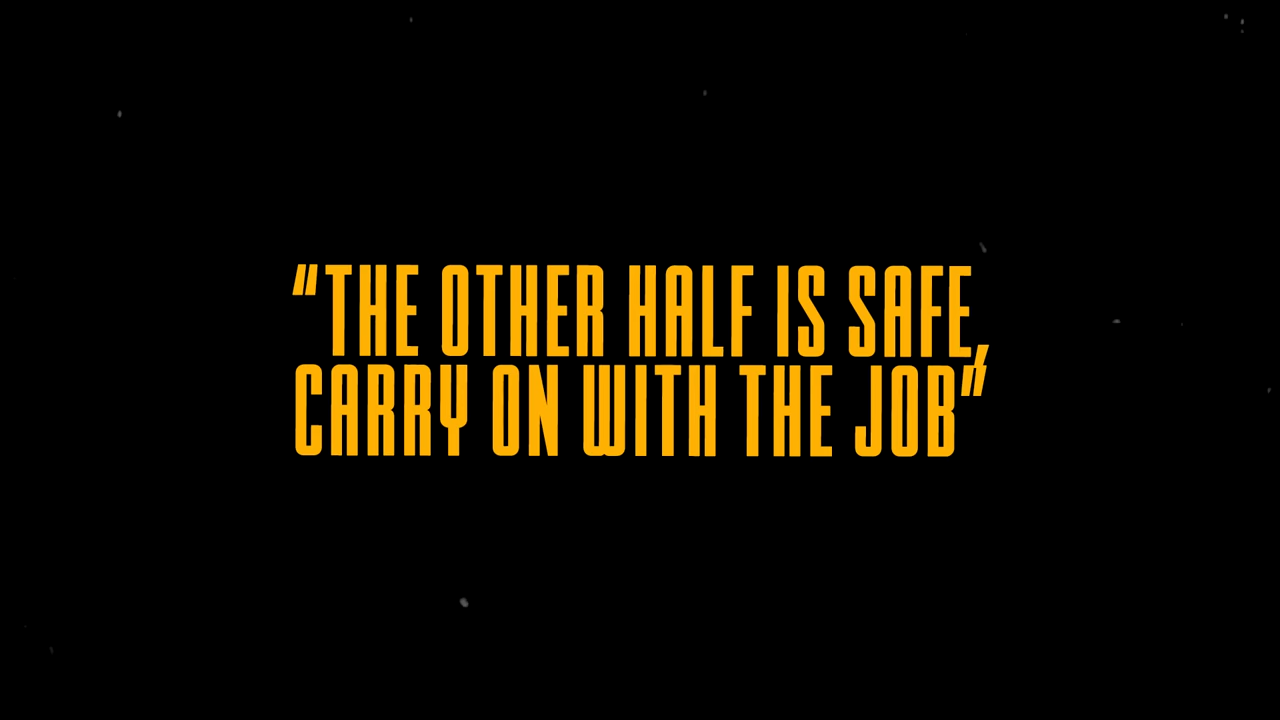 “THE OTHER HALF IS SAFE,
CARRY ON WITH THE JOB”